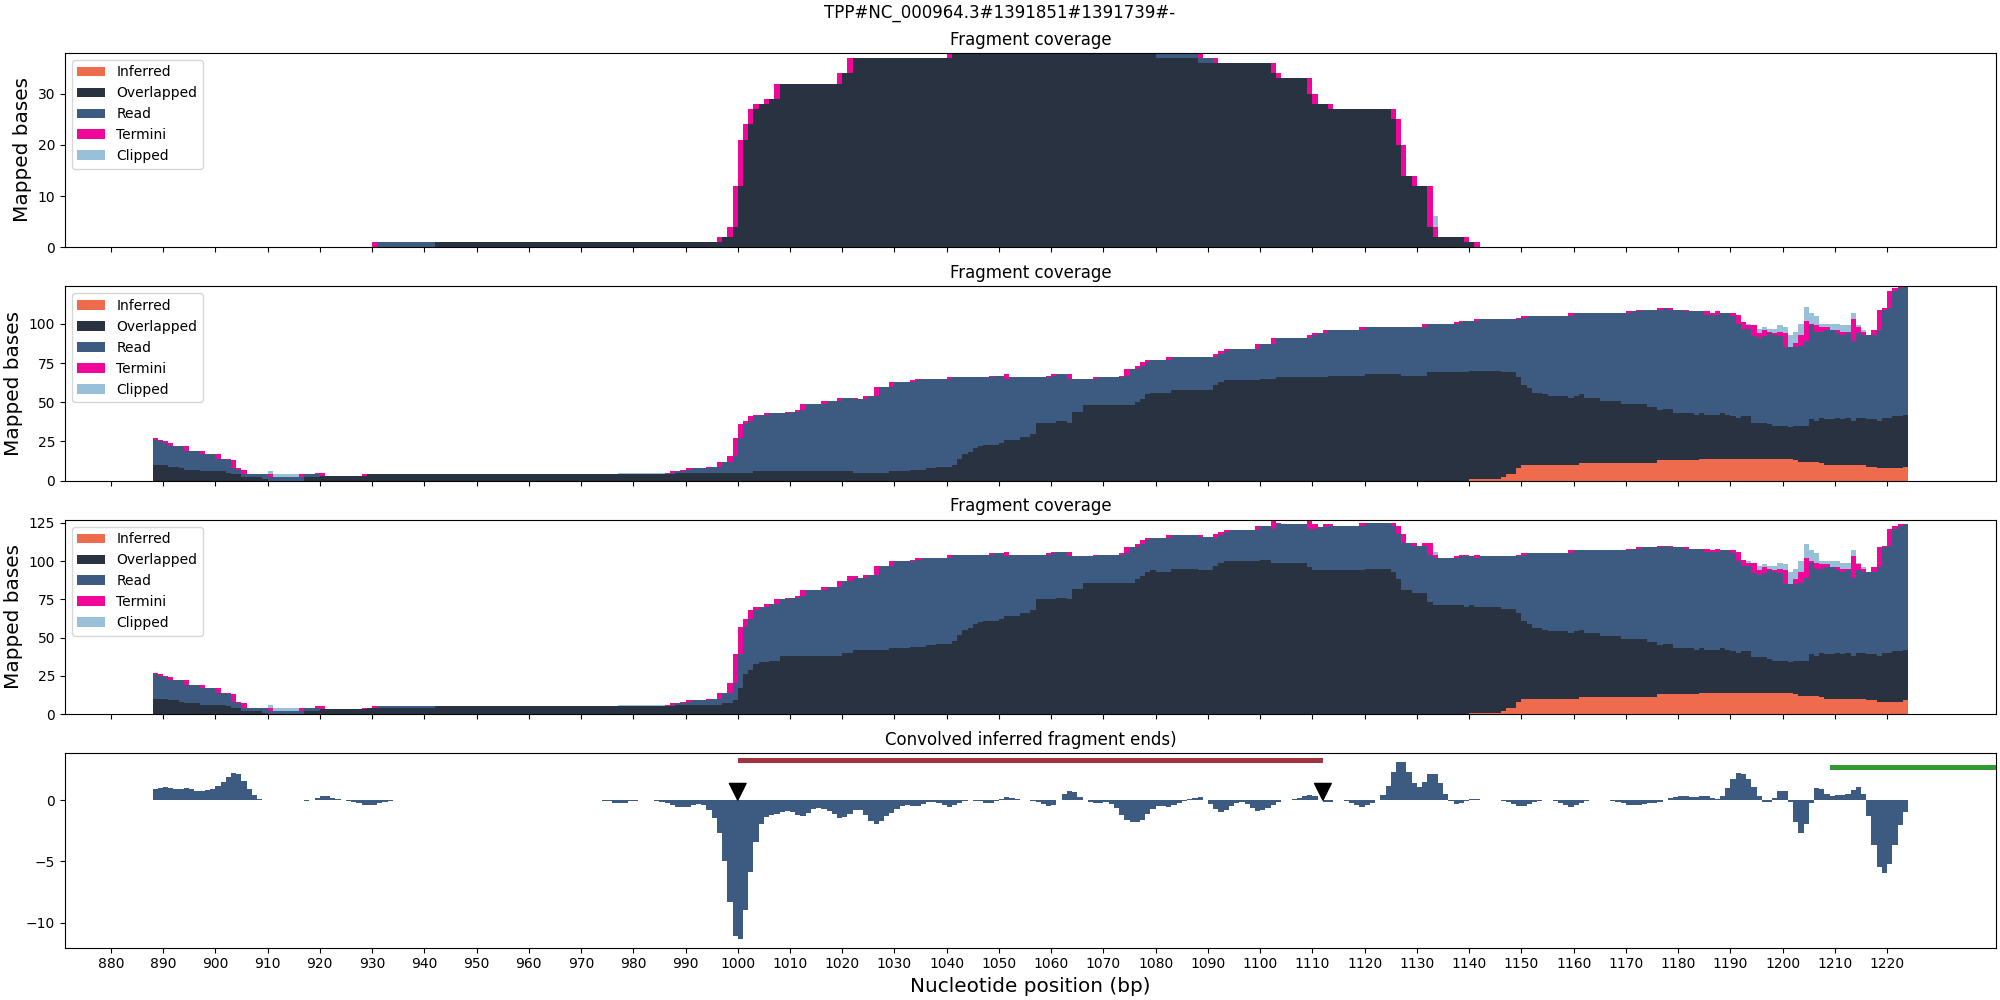 TPP#NC_000964.3#1391851#1391739#-
Fragment coverage
Mapped bases
30
20
10
0
Inferred
Overlapped
Read
Termini
Clipped
Fragment coverage
Mapped bases
100
75
50
25
0
Inferred
Overlapped
Read
Termini
Clipped
Fragment coverage
Mapped bases
125
100
75
50
25
0
Inferred
Overlapped
Read
Termini
Clipped
Convolved inferred fragment ends)
0
−5
−10
880 890 900 910 920 930 940 950 960 970 980 990 1000 1010 1020 1030 1040 1050 1060 1070 1080 1090 1100 1110 1120 1130 1140 1150 1160 1170 1180 1190 1200 1210 1220
Nucleotide position (bp)